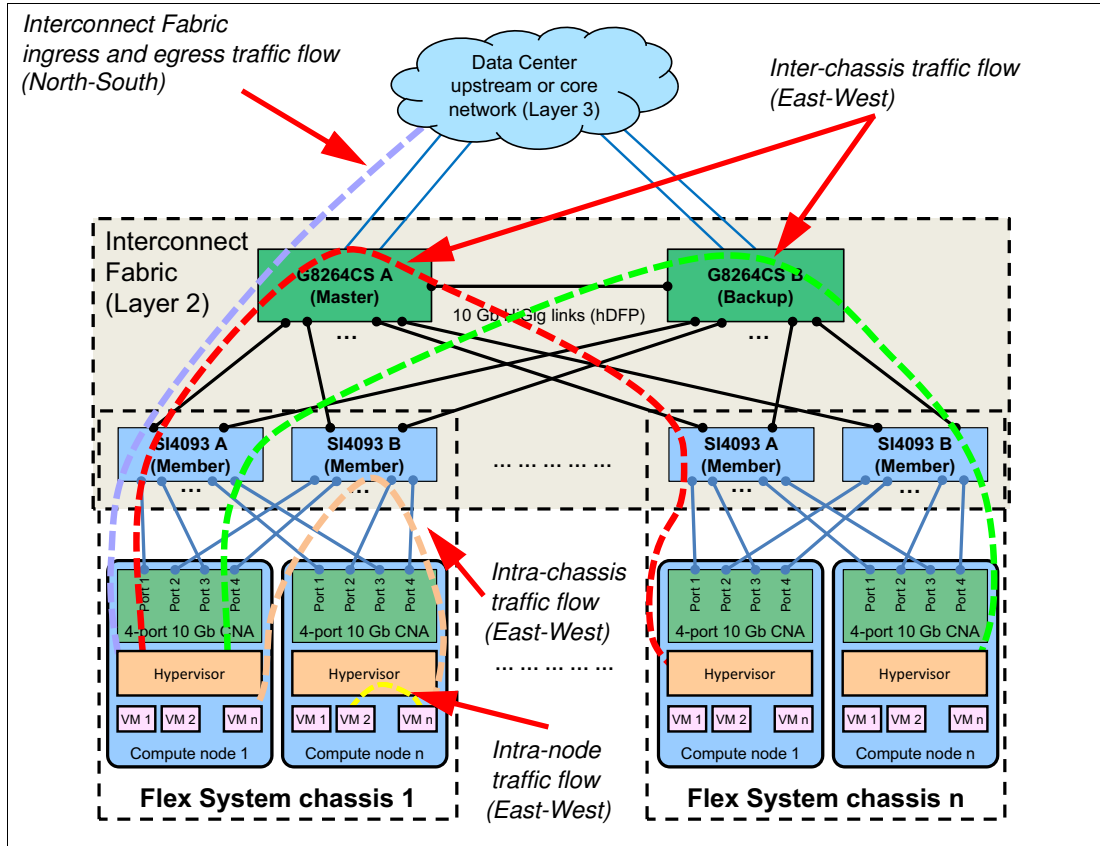 Interconnect Fabric
ingress and egress traffic flow
(North-South)
Data Center
upstream or core
network (Layer 3)
Inter-chassis traffic flow
(East-West)
Interconnect
Fabric
(Layer 2)
G8264CS A
(Master)
G8264CS B
(Backup)
10 Gb HiGig links (hDFP)
...
...
SI4093 A
(Member)
SI4093 B
(Member)
... ... ... ... ...
SI4093 A
(Member)
SI4093 B
(Member)
...
...
...
...
Port 1
Port 2
Port 3
Port 4
4-port 10 Gb CNA
Hypervisor
VM 1
VM 2
VM n
Compute node 1
Port 1
Port 2
Port 3
Port 4
4-port 10 Gb CNA
Hypervisor
VM 1
VM 2
VM n
Compute node n
Flex System chassis 1
Intra-chassis
traffic flow
(East-West)
... ... ... ... ...
Intra-node
traffic flow
(East-West)
Port 1
Port 2
Port 3
Port 4
4-port 10 Gb CNA
Hypervisor
VM 1
VM 2
VM n
Compute node 1
Port 1
Port 2
Port 3
Port 4
4-port 10 Gb CNA
Hypervisor
VM 1
VM 2
VM n
Compute node n
Flex System chassis n